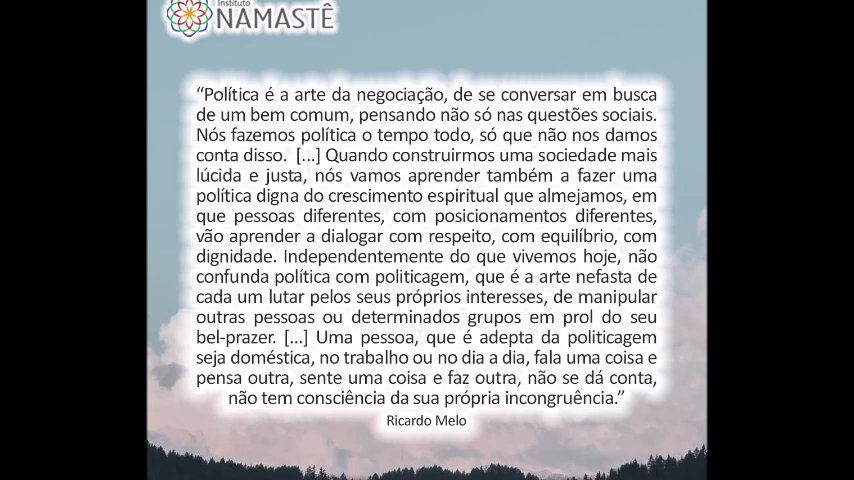 Instituto
NAMASTÊ
“Política é a arte da negociação, de se conversar em busca
de um bem comum, pensando não só nas questões sociais.
Nós fazemos política o tempo todo, só que não nos damos
conta disso. [...] Quando construirmos uma sociedade mais
lúcida e justa, nós vamos aprender também a fazer uma
política digna do crescimento espiritual que almejamos, em
que pessoas diferentes, com posicionamentos diferentes,
vão aprender a dialogar com respeito, com equilíbrio, com
dignidade. Independentemente do que vivemos hoje, não
confunda política com politicagem, que é a arte nefasta de
cada um lutar pelos seus próprios interesses, de manipular
outras pessoas ou determinados grupos em prol do seu
bel-prazer. [...] Uma pessoa, que é adepta da politicagem
seja doméstica, no trabalho ou no dia a dia, fala uma coisa e
pensa outra, sente uma coisa e faz outra, não se dá conta,
não tem consciência da sua própria incongruência.”
Ricardo Melo